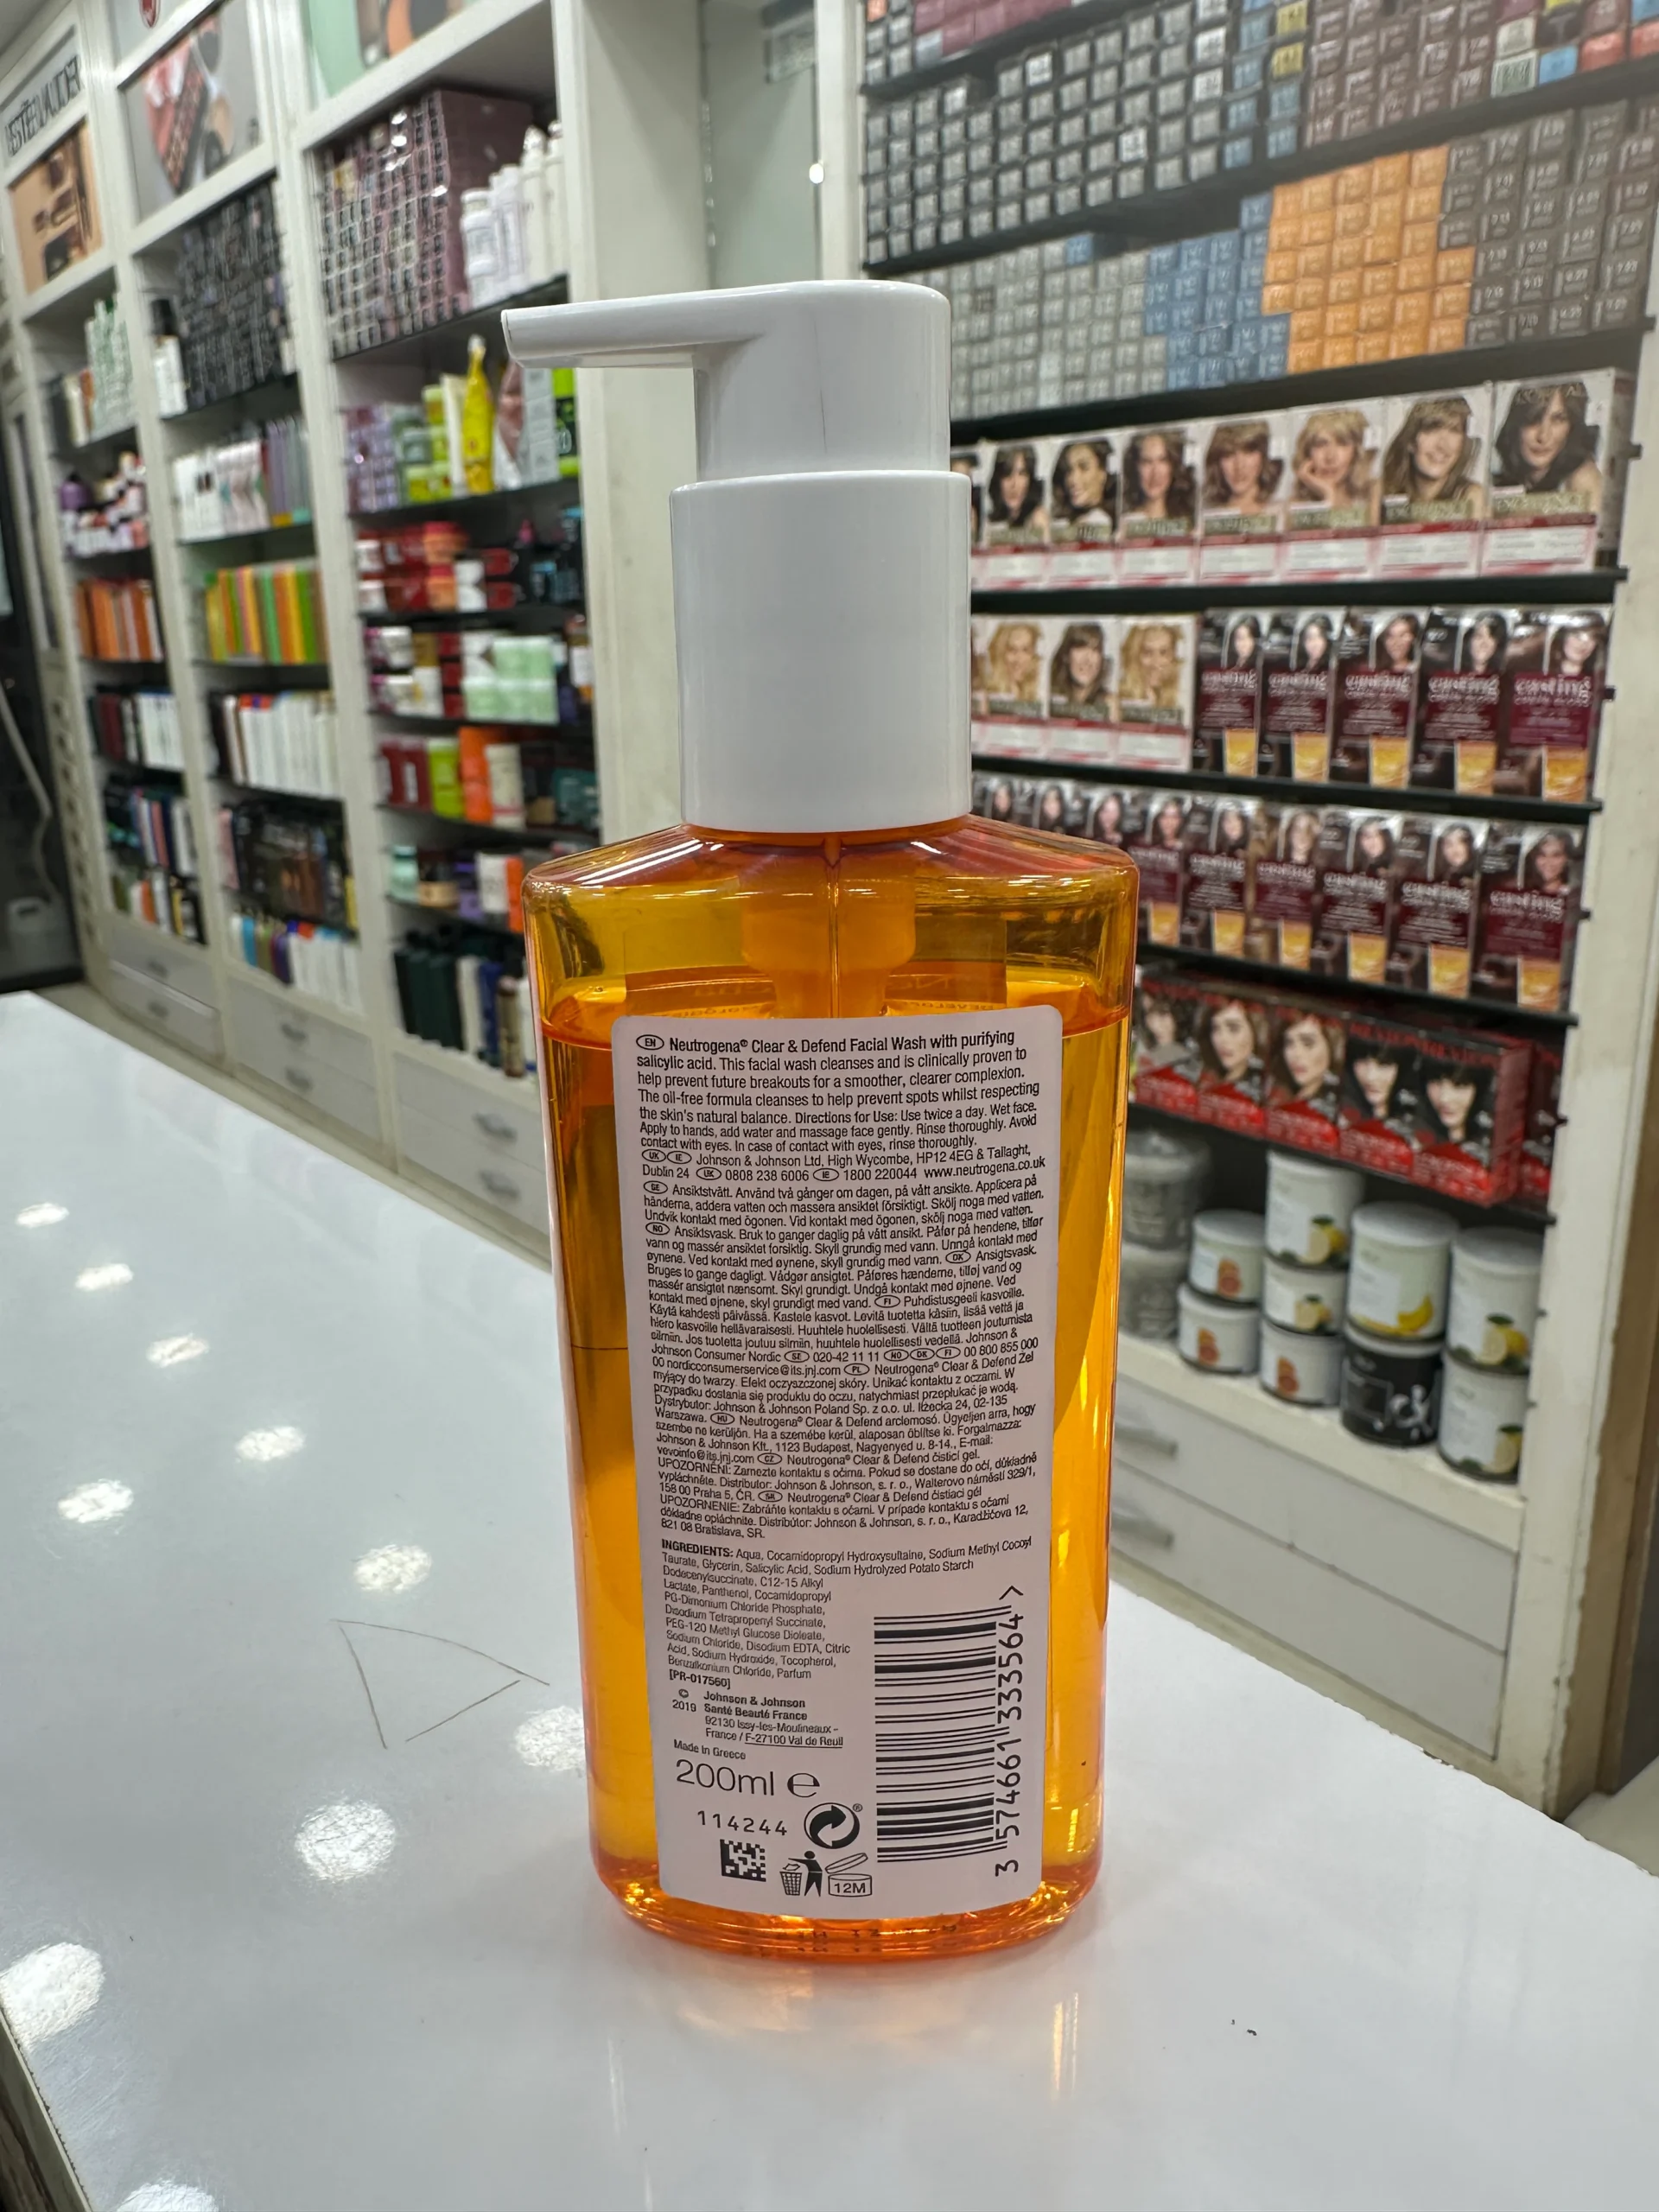 ESTĒE LAUDER
(EN) Neutrogena® Clear & Defend Facial Wash with purifying
salicylic acid. This facial wash cleanses and is clinically proven to
help prevent future breakouts for a smoother, clearer complexion.
The oil-free formula cleanses to help prevent spots whilst respecting
the skin's natural balance. Directions for Use: Use twice a day. Wet face.
Apply to hands, add water and massage face gently. Rinse thoroughly. Avoid
contact with eyes. In case of contact with eyes, rinse thoroughly.
(UK) (IE) Johnson & Johnson Ltd, High Wycombe, HP12 4EG & Tallaght,
Dublin 24 (UK) 0808 238 6006 (IE) 1800 220044 www.neutrogena.co.uk
(SE) Ansiktstvätt. Använd två gånger om dagen, på vått ansikte. Applicera på
händerna, addera vatten och massera ansiktet försiktigt. Skölj noga med vatten.
Undvik kontakt med ögonen. Vid kontakt med ögonen, skölj noga med vatten.
(NO) Ansiktsvask. Bruk to ganger daglig på vått ansikt. Påfør på hendene, tilfør
vann og massér ansiktet forsiktig. Skyll grundig med vann. Unngå kontakt med
øynene. Ved kontakt med øynene, skyll grundig med vann. (DK) Ansigtsvask.
Bruges to gange dagligt. Vådgør ansigtet. Påføres hænderne, tilføj vand og
massér ansigtet nænsomt. Skyl grundigt. Undgå kontakt med øjnene. Ved
kontakt med øjnene, skyl grundigt med vand. (FI) Puhdistusgeeli kasvoille.
Käytä kahdesti päivässä. Kastele kasvot. Levitä tuotetta käsiin, lisää vettä ja
hiero kasvoille hellävaraisesti. Huuhtele huolellisesti. Vältä tuotteen joutumista
silmiin. Jos tuotetta joutuu silmiin, huuhtele huolellisesti vedellä. Johnson &
Johnson Consumer Nordic (SE) 020-42 11 11 (NO) (DK) (FI) 00 800 855 000
00 nordicconsumerservice@its.jnj.com (PL) Neutrogena® Clear & Defend Żel
myjący do twarzy. Efekt oczyszczonej skóry. Unikać kontaktu z oczami. W
przypadku dostania się produktu do oczu, natychmiast przepłukać je wodą.
Dystrybutor: Johnson & Johnson Poland Sp. z o.o. ul. Iłżecka 24, 02-135
Warszawa. (HU) Neutrogena® Clear & Defend arclemosó. Ügyeljen arra, hogy
szembe ne kerüljön. Ha a szemébe kerül, alaposan öblítse ki. Forgalmazza:
Johnson & Johnson Kft., 1123 Budapest, Nagyenyed u. 8-14., E-mail:
vevoinfo@its.jnj.com (CZ) Neutrogena® Clear & Defend čisticí gel.
UPOZORNĚNÍ: Zamezte kontaktu s očima. Pokud se dostane do očí, důkladně
vypláchněte. Distributor: Johnson & Johnson, s. r. o., Walterovo náměstí 329/1,
158 00 Praha 5, ČR. (SK) Neutrogena® Clear & Defend čistiaci gél
UPOZORNENIE: Zabráňte kontaktu s očami. V prípade kontaktu s očami
dôkladne opláchnite. Distribútor: Johnson & Johnson, s. r. o., Karadžičova 12,
821 08 Bratislava, SR.
INGREDIENTS: Aqua, Cocamidopropyl Hydroxysultaine, Sodium Methyl Cocoyl
Taurate, Glycerin, Salicylic Acid, Sodium Hydrolyzed Potato Starch
Dodecenylsuccinate, C12-15 Alkyl
Lactate, Panthenol, Cocamidopropyl
PG-Dimonium Chloride Phosphate,
Disodium Tetrapropenyl Succinate,
PEG-120 Methyl Glucose Dioleate,
Sodium Chloride, Disodium EDTA, Citric
Acid, Sodium Hydroxide, Tocopherol,
Benzalkonium Chloride, Parfum
[PR-017560]
© Johnson & Johnson
2019 Santé Beauté France
92130 Issy-les-Moulineaux -
France / F-27100 Val de Reuil
Made in Greece
200ml e
114244
12M
3 574661 333564 >
casting
casting
casting
casting
casting
casting
casting
casting
casting
casting
casting